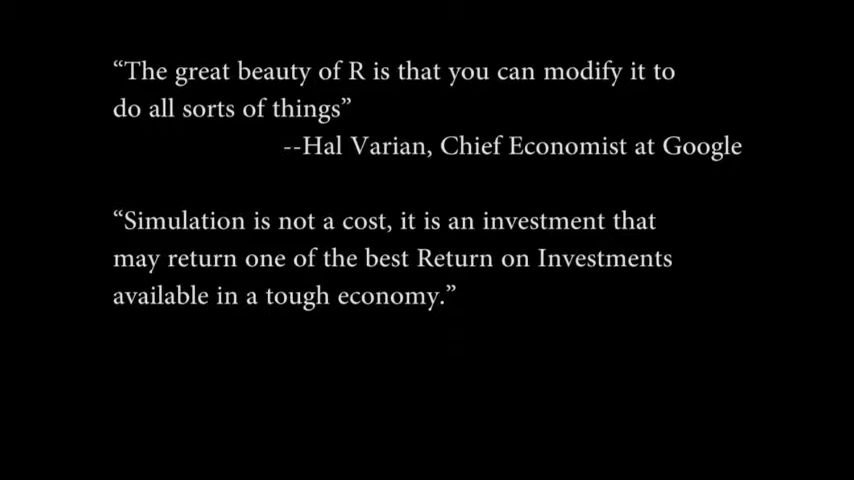 “The great beauty of R is that you can modify it to
do all sorts of things”
--Hal Varian, Chief Economist at Google
“Simulation is not a cost, it is an investment that
may return one of the best Return on Investments
available in a tough economy.”